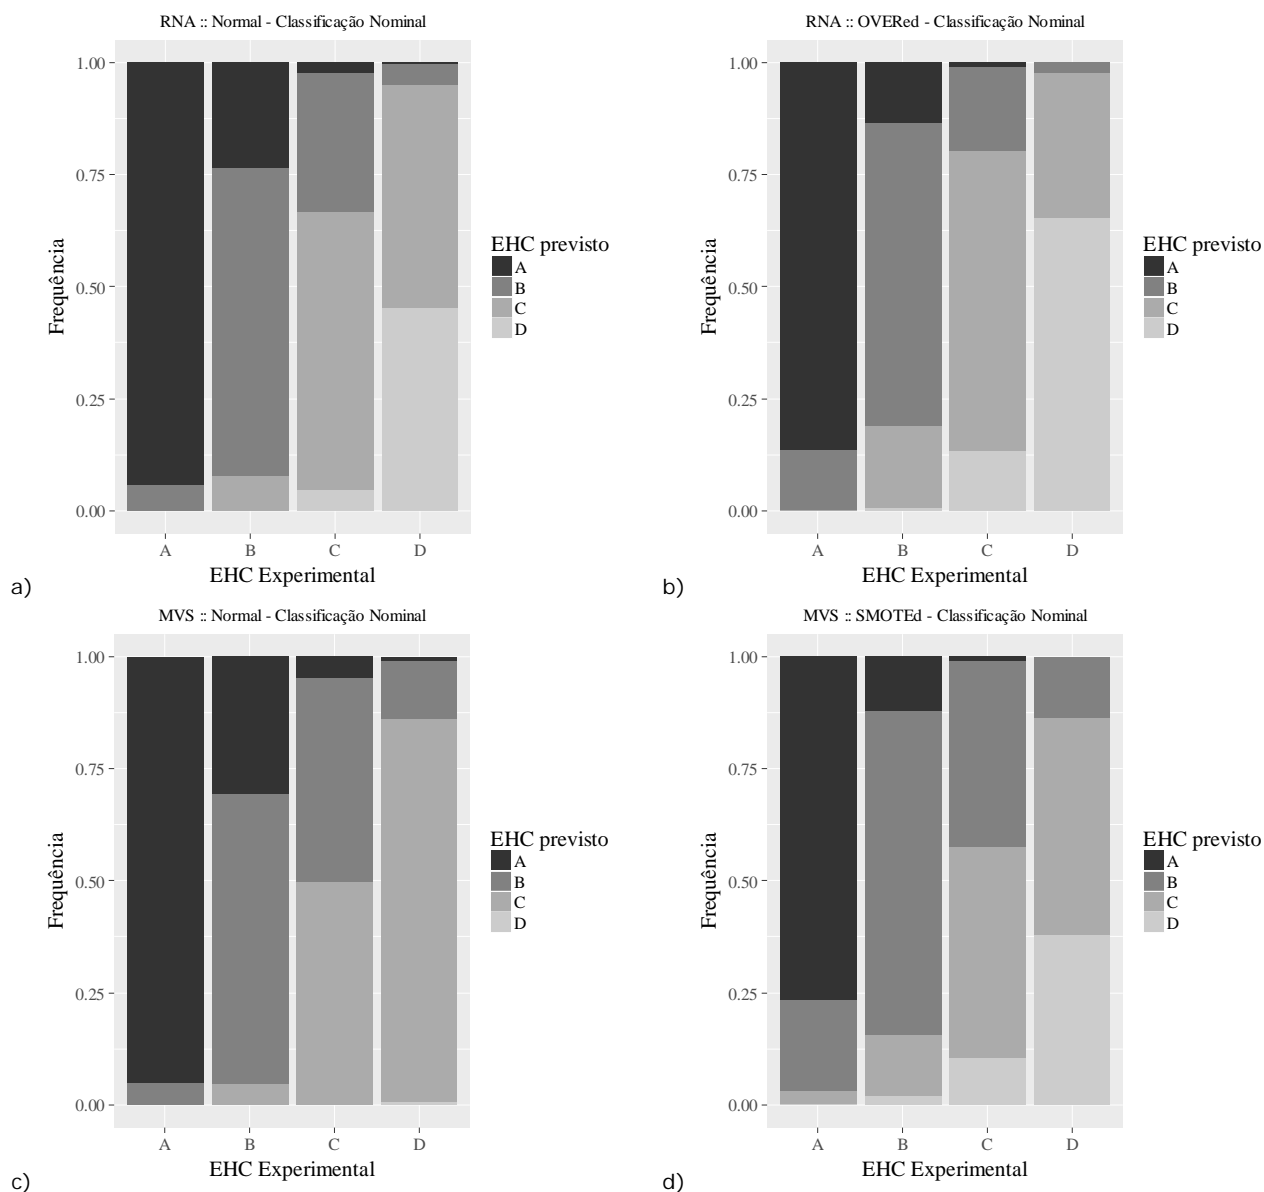 RNA :: Normal - Classificação Nominal
1.00
0.75
0.50
0.25
0.00
Frequência
A
B
C
D
EHC Experimental
EHC previsto
A
B
C
D
a)
RNA :: OVERed - Classificação Nominal
1.00
0.75
0.50
0.25
0.00
Frequência
A
B
C
D
EHC Experimental
EHC previsto
A
B
C
D
b)
MVS :: Normal - Classificação Nominal
1.00
0.75
0.50
0.25
0.00
Frequência
A
B
C
D
EHC Experimental
EHC previsto
A
B
C
D
c)
MVS :: SMOTEd - Classificação Nominal
1.00
0.75
0.50
0.25
0.00
Frequência
A
B
C
D
EHC Experimental
EHC previsto
A
B
C
D
d)